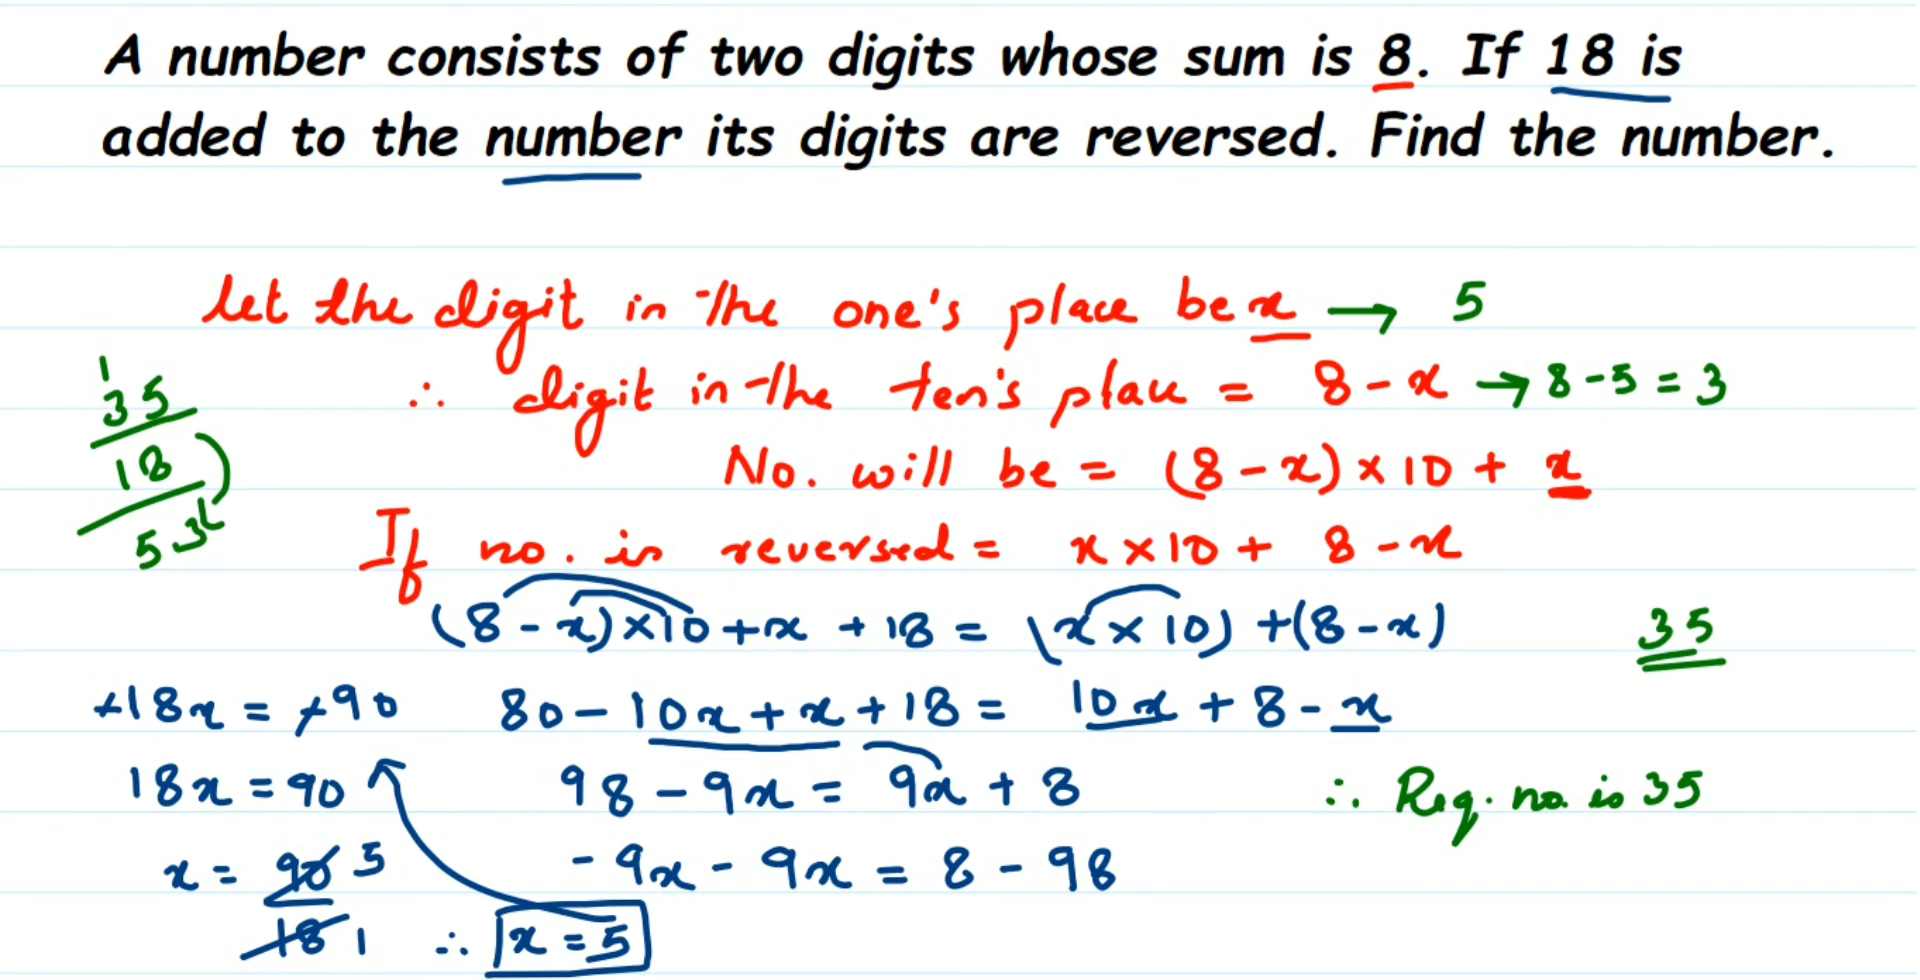 A number consists of two digits whose sum is 8. If 18 is
added to the number its digits are reversed. Find the number.
let the digit in the one's place be x → 5
∴ digit in the ten's place = 8 - x → 8 - 5 = 3
No. will be = (8 - x) × 10 + x
If no. is reversed = x × 10 + 8 - x
(8 - x) × 10 + x + 18 = (x × 10) + (8 - x)
80 - 10x + x + 18 = 10x + 8 - x
98 - 9x = 9x + 8
- 9x - 9x = 8 - 98
+18x = +90
18x = 90
x = 90 5
18 1
∴ x = 5
1
35
18
53
35
∴ Req. no. is 35